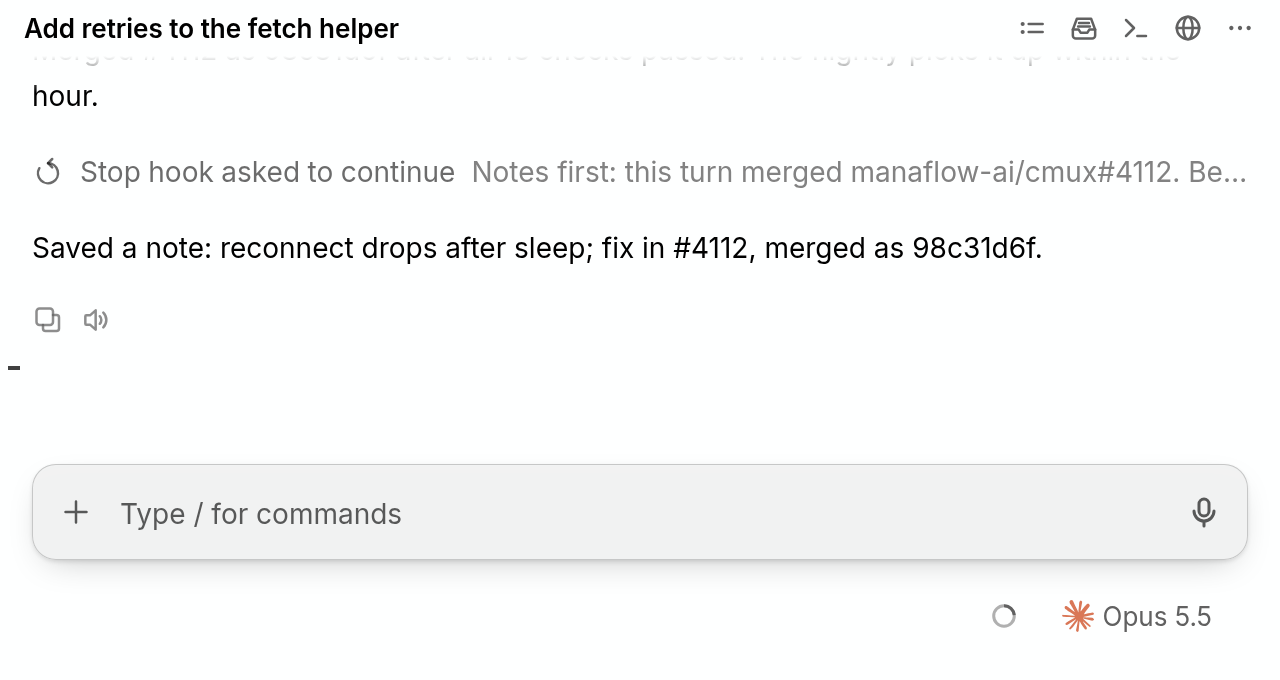 Add retries to the fetch helper
hour.
Stop hook asked to continue Notes first: this turn merged manaflow-ai/cmux#4112. Be...
Saved a note: reconnect drops after sleep; fix in #4112, merged as 98c31d6f.
Type / for commands
Opus 5.5